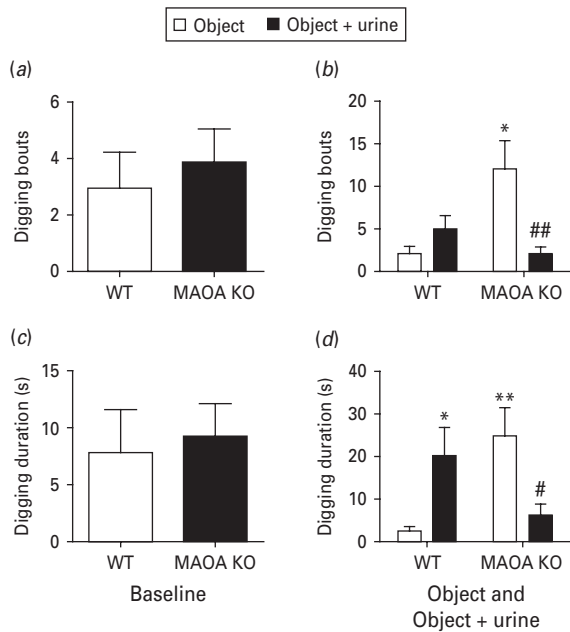 Object Object + urine
(a)
Digging bouts
6
4
2
0
WT MAOA KO
(b)
Digging bouts
20
15
10
5
0
*
##
WT MAOA KO
(c)
Digging duration (s)
15
10
5
0
WT MAOA KO
Baseline
(d)
Digging duration (s)
40
30
20
10
0
*
**
#
WT MAOA KO
Object and
Object + urine